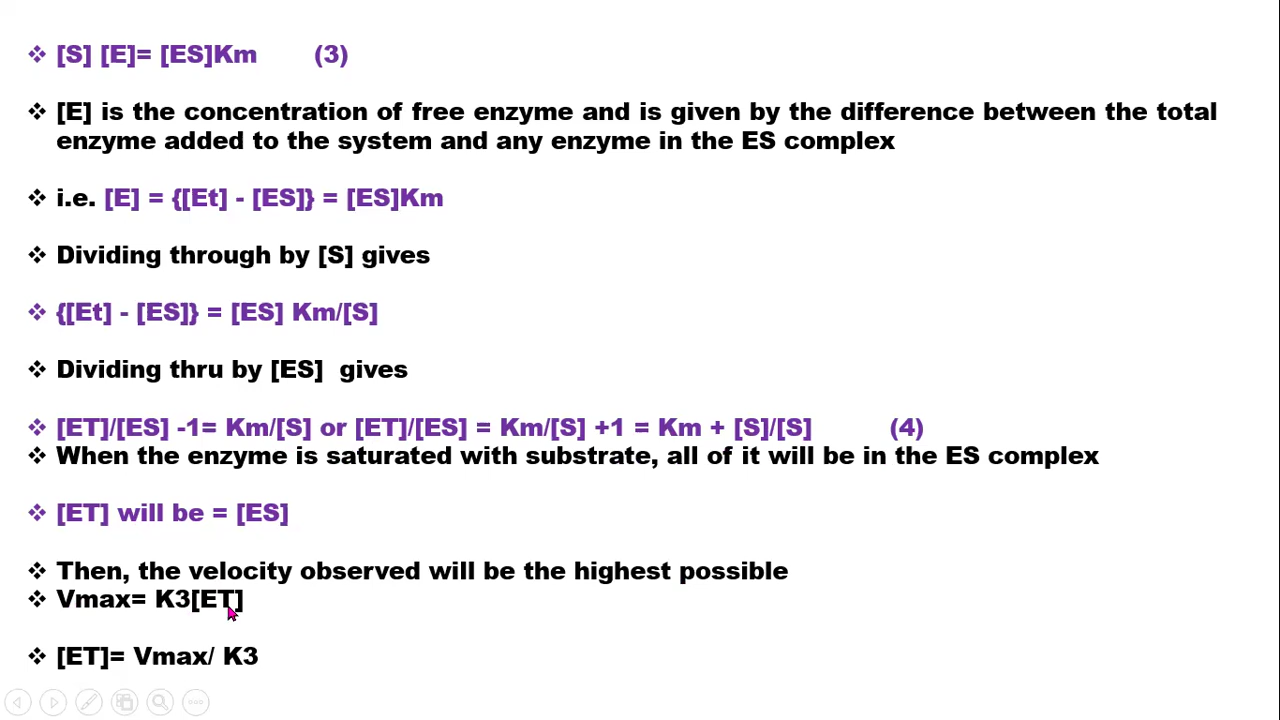 ❖ [S] [E]= [ES]Km (3)
❖ [E] is the concentration of free enzyme and is given by the difference between the total
enzyme added to the system and any enzyme in the ES complex
❖ i.e. [E] = {[Et] - [ES]} = [ES]Km
❖ Dividing through by [S] gives
❖ {[Et] - [ES]} = [ES] Km/[S]
❖ Dividing thru by [ES] gives
❖ [ET]/[ES] -1= Km/[S] or [ET]/[ES] = Km/[S] +1 = Km + [S]/[S] (4)
❖ When the enzyme is saturated with substrate, all of it will be in the ES complex
❖ [ET] will be = [ES]
❖ Then, the velocity observed will be the highest possible
❖ Vmax= K3[ET]
❖ [ET]= Vmax/ K3